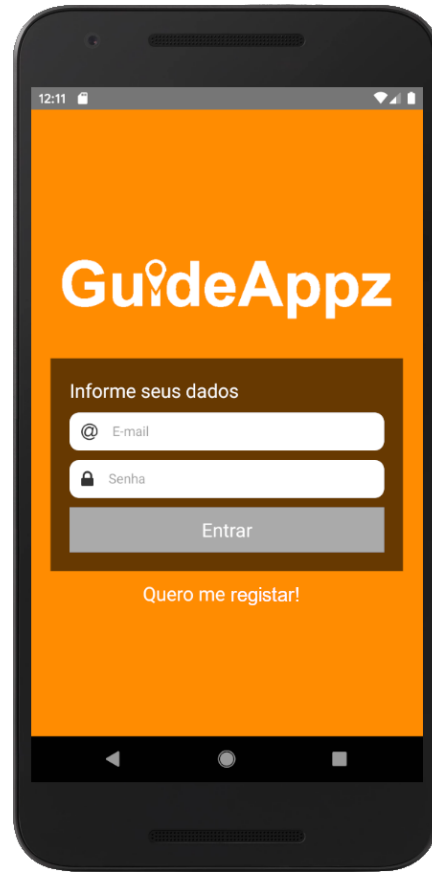 12:11
GuideAppz
Informe seus dados
@ E-mail
Senha
Entrar
Quero me registar!